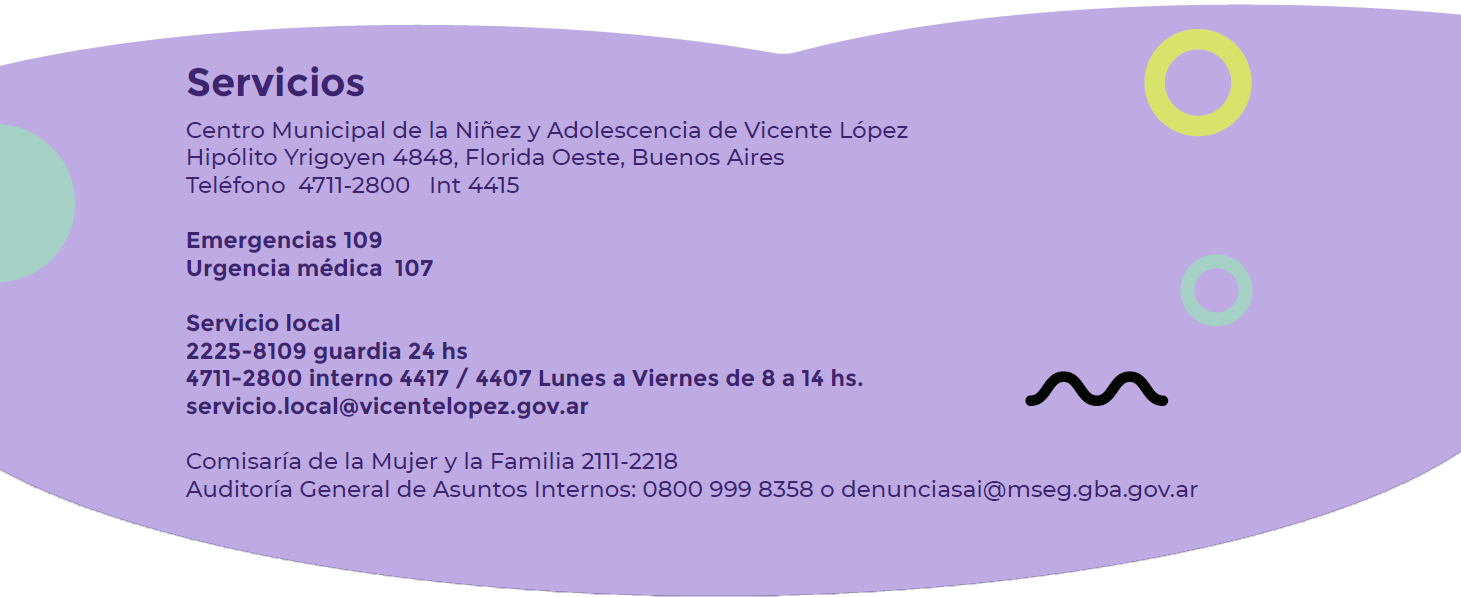 Servicios
Centro Municipal de la Niñez y Adolescencia de Vicente López
Hipólito Yrigoyen 4848, Florida Oeste, Buenos Aires
Teléfono  4711-2800   Int 4415
Emergencias 109
Urgencia médica  107
Servicio local
2225-8109 guardia 24 hs
4711-2800 interno 4417 / 4407 Lunes a Viernes de 8 a 14 hs.
servicio.local@vicentelopez.gov.ar
Comisaría de la Mujer y la Familia 2111-2218
Auditoría General de Asuntos Internos: 0800 999 8358 o denunciasai@mseg.gba.gov.ar